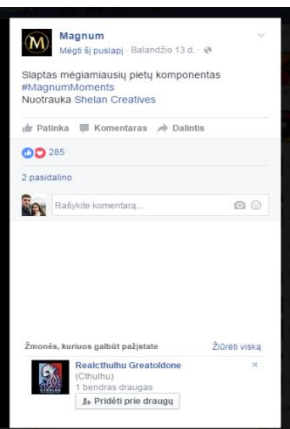 Magnum
Mėgti šį puslapį · Balandžio 13 d. ·
Slaptas mėgiamiausių pietų komponentas
#MagnumMoments
Nuotrauka Shelan Creatives
Patinka Komentaras Dalintis
285
2 pasidalino
Rašykite komentarą...
Žmonės, kuriuos galbūt pažįstate Žiūrėti viską
Realcthulhu Greatoldone
(Cthulhu)
1 bendras draugas
Pridėti prie draugų